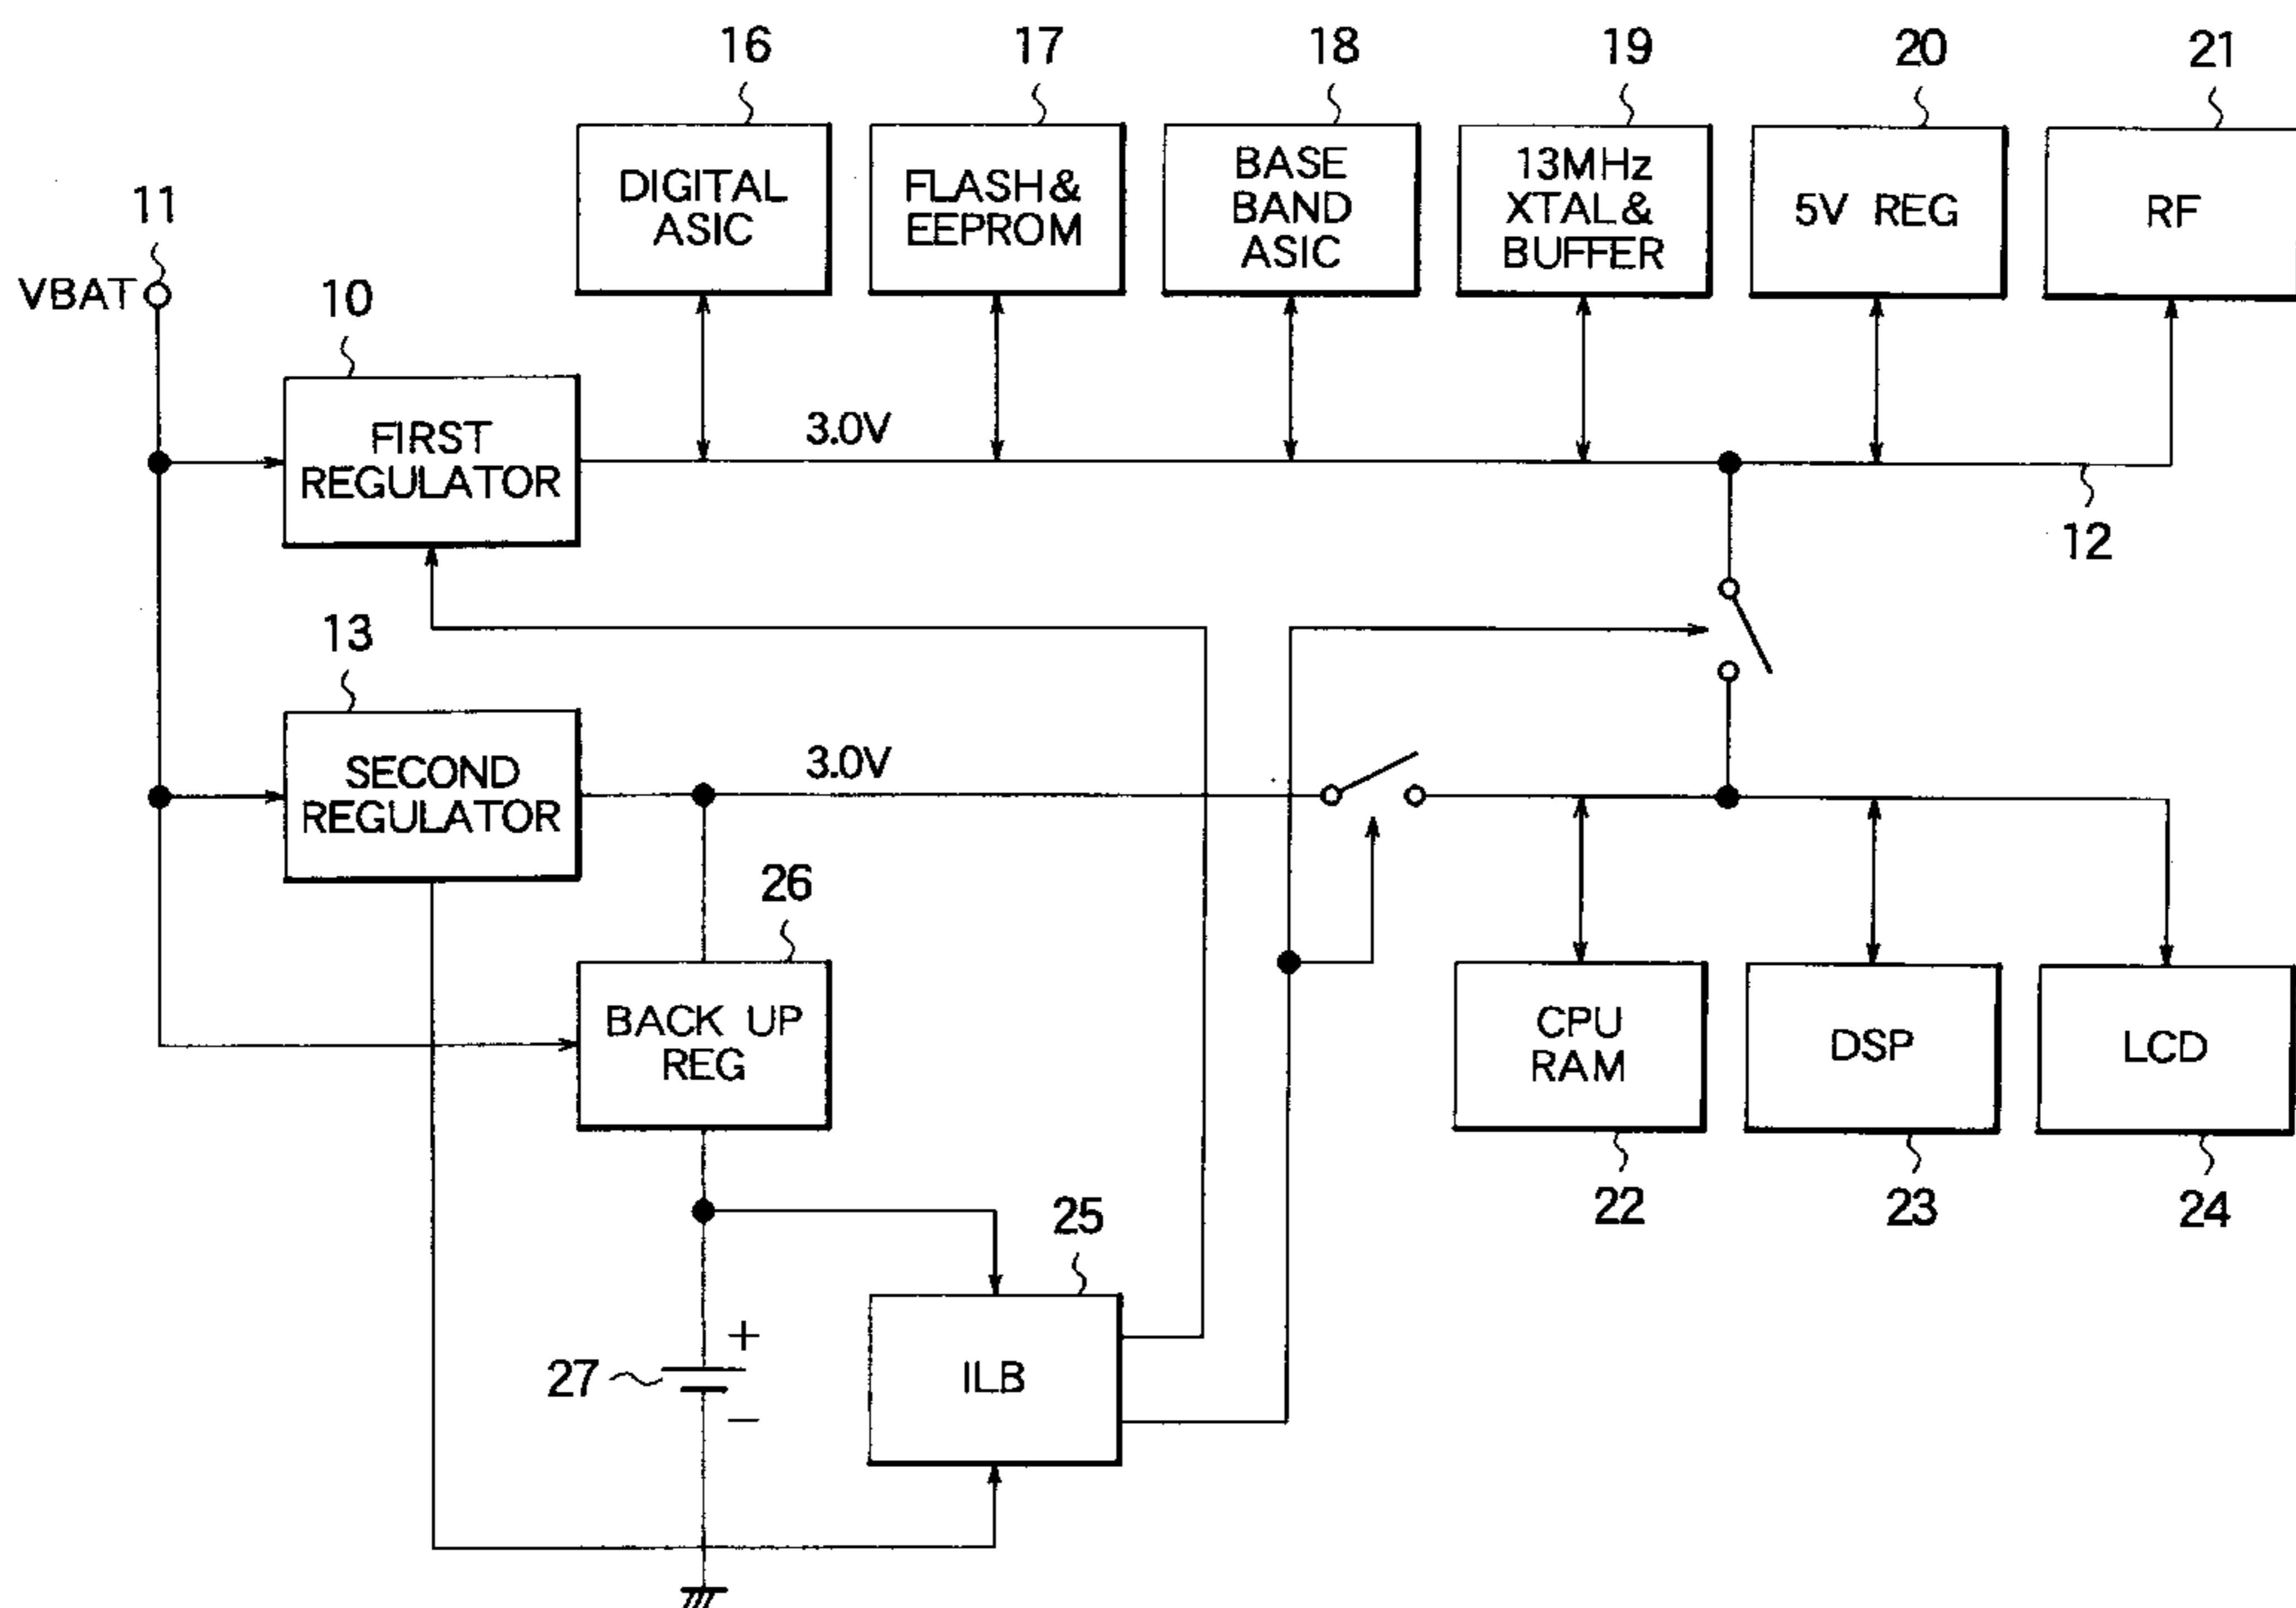 16
17
18
19
20
21
DIGITAL
ASIC
FLASH&
EEPROM
BASE
BAND
ASIC
13MHz
XTAL&
BUFFER
5V REG
RF
11
VBAT
10
FIRST
REGULATOR
3.0V
12
13
SECOND
REGULATOR
3.0V
26
BACK UP
REG
CPU
RAM
DSP
LCD
22
23
24
25
ILB
27
+
−